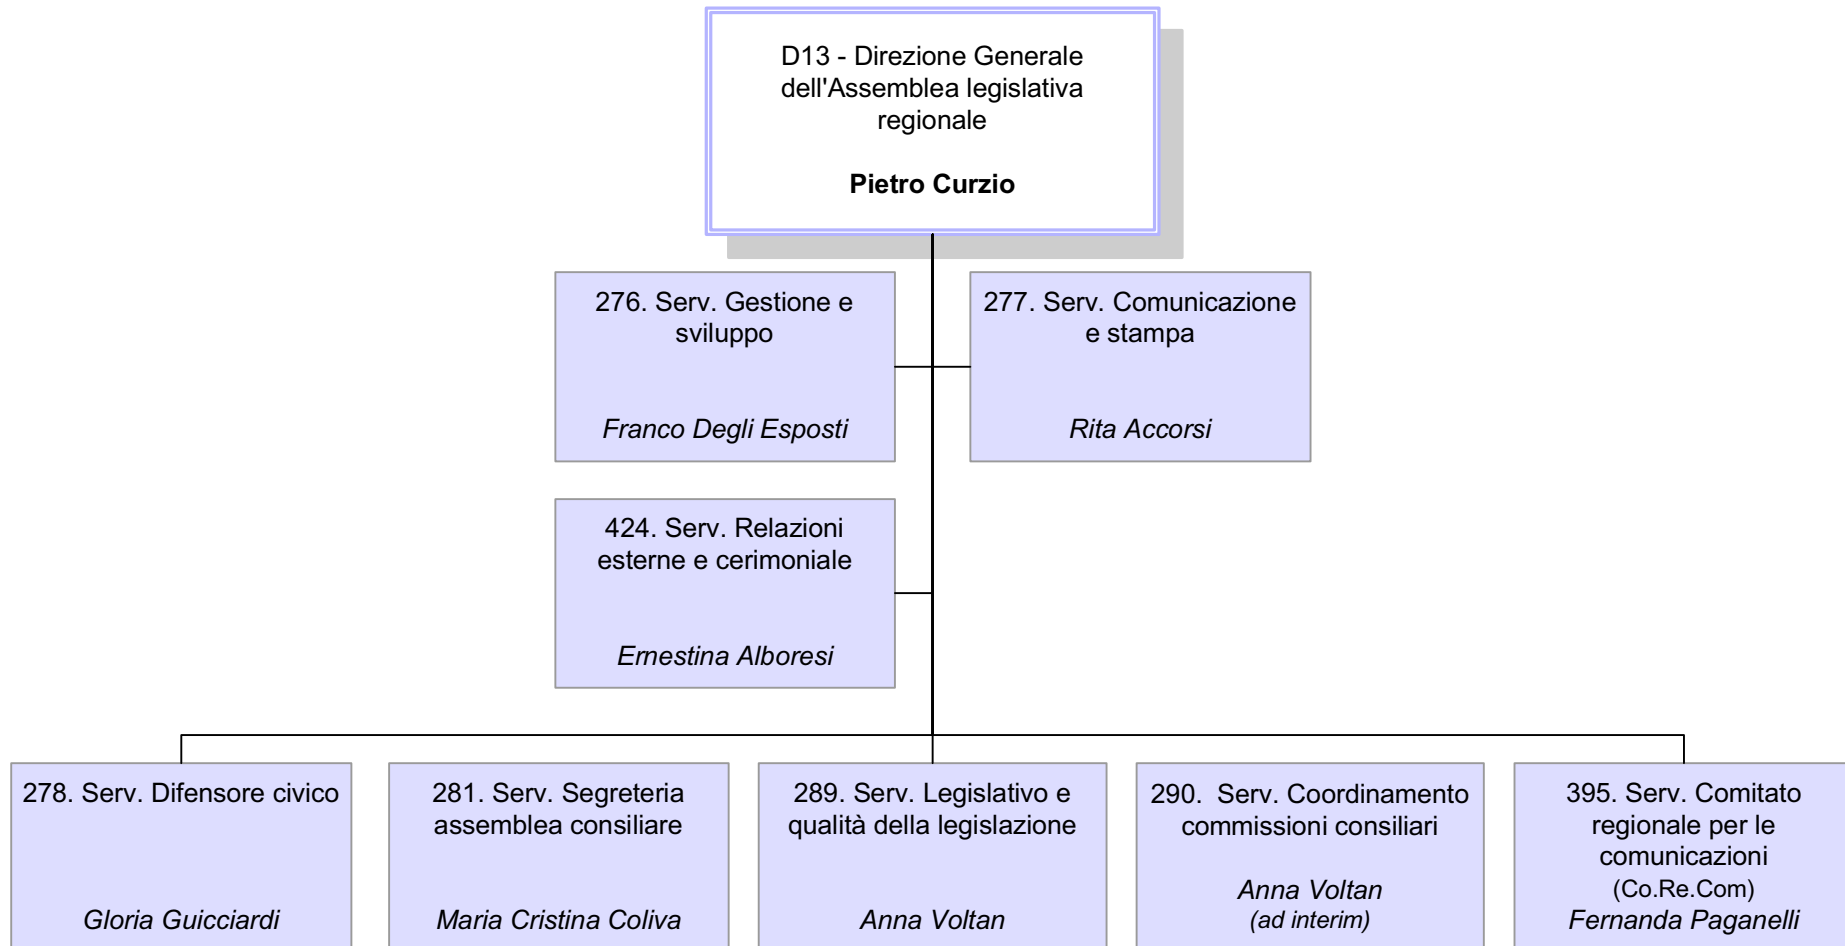 D13 - Direzione Generale
dell'Assemblea legislativa
regionale
Pietro Curzio
276. Serv. Gestione e
sviluppo
Franco Degli Esposti
277. Serv. Comunicazione
e stampa
Rita Accorsi
424. Serv. Relazioni
esterne e cerimoniale
Ernestina Alboresi
278. Serv. Difensore civico
Gloria Guicciardi
281. Serv. Segreteria
assemblea consiliare
Maria Cristina Coliva
289. Serv. Legislativo e
qualità della legislazione
Anna Voltan
290. Serv. Coordinamento
commissioni consiliari
Anna Voltan
(ad interim)
395. Serv. Comitato
regionale per le
comunicazioni
(Co.Re.Com)
Fernanda Paganelli